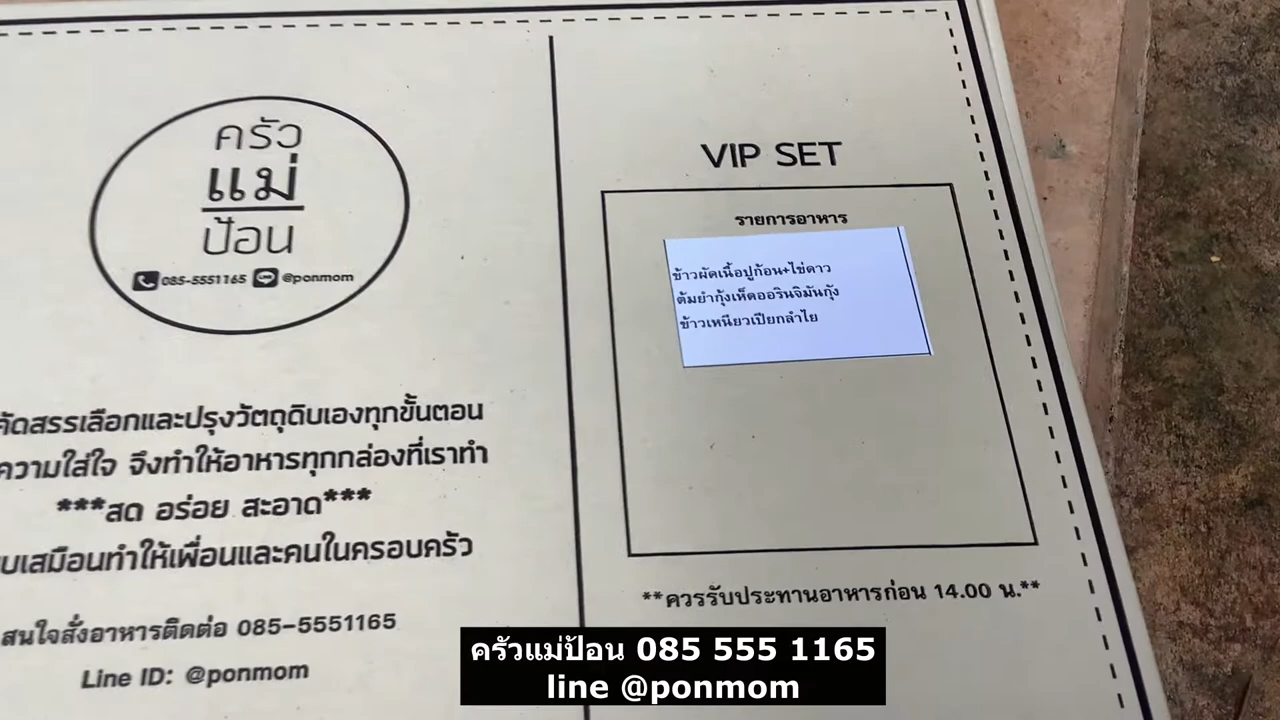 ครัว
แม่
ป้อน
085-5551165 @ponmom
คัดสรรเลือกและปรุงวัตถุดิบเองทุกขั้นตอน
ความใส่ใจ จึงทำให้อาหารทุกกล่องที่เราทำ
***สด อร่อย สะอาด***
บเสมือนทำให้เพื่อนและคนในครอบครัว
สนใจสั่งอาหารติดต่อ 085-5551165
Line ID: @ponmom
VIP SET
รายการอาหาร
ข้าวผัดเนื้อปูก้อน+ไข่ดาว
ต้มยำกุ้งเห็ดออรินจิมันกุ้ง
ข้าวเหนียวเปียกลำไย
**ควรรับประทานอาหารก่อน 14.00 น.**
ครัวแม่ป้อน 085 555 1165
line @ponmom